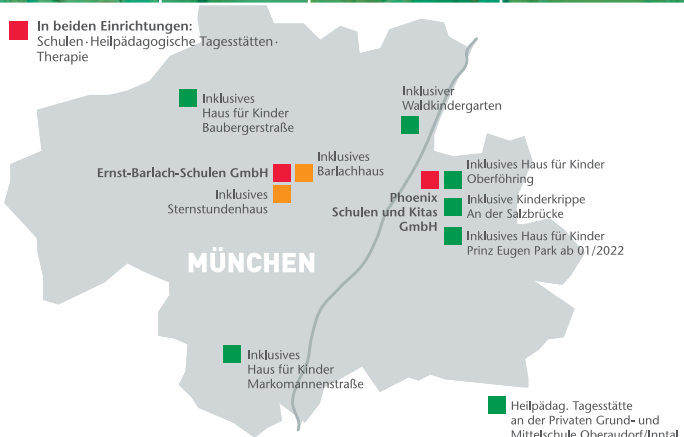 In beiden Einrichtungen:
Schulen · Heilpädagogische Tagesstätten ·
Therapie
Inklusives
Haus für Kinder
Baubergerstraße
Inklusiver
Waldkindergarten
Ernst-Barlach-Schulen GmbH
Inklusives
Barlachhaus
Inklusives
Sternstundenhaus
Phoenix
Schulen und Kitas
GmbH
Inklusives Haus für Kinder
Oberföhring
Inklusive Kinderkrippe
An der Salzbrücke
Inklusives Haus für Kinder
Prinz Eugen Park ab 01/2022
MÜNCHEN
Inklusives
Haus für Kinder
Markomannenstraße
Heilpädag. Tagesstätte
an der Privaten Grund- und
Mittelschule Oberaudorf/Inntal